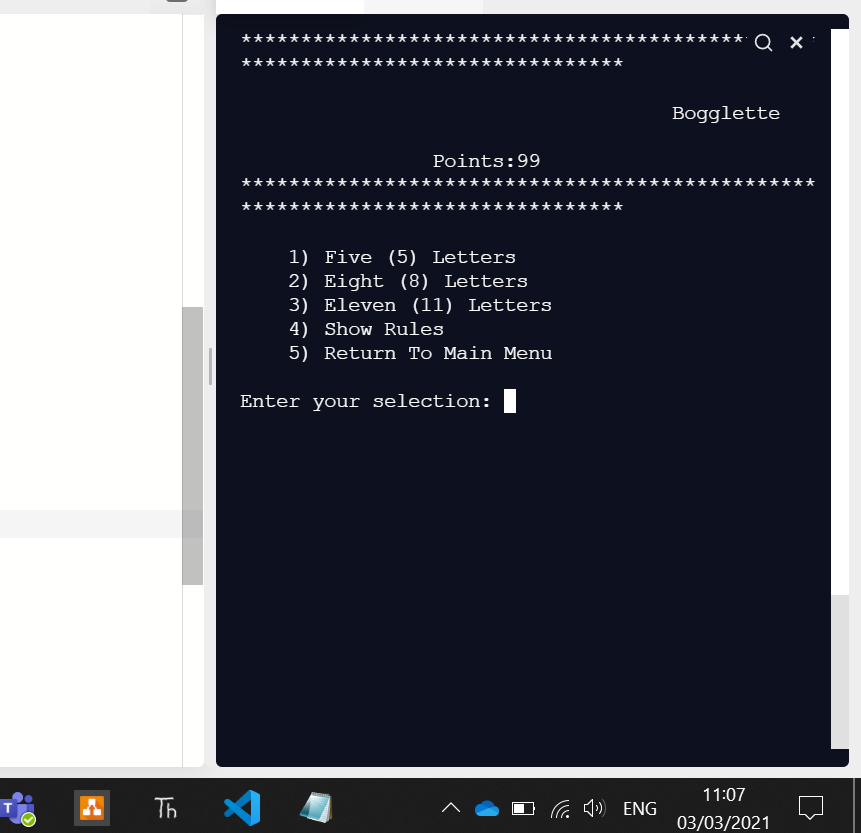 ******************************************
********************************
Bogglette
Points:99
************************************************
********************************
1) Five (5) Letters
2) Eight (8) Letters
3) Eleven (11) Letters
4) Show Rules
5) Return To Main Menu
Enter your selection:
T
Th
ENG
11:07
03/03/2021